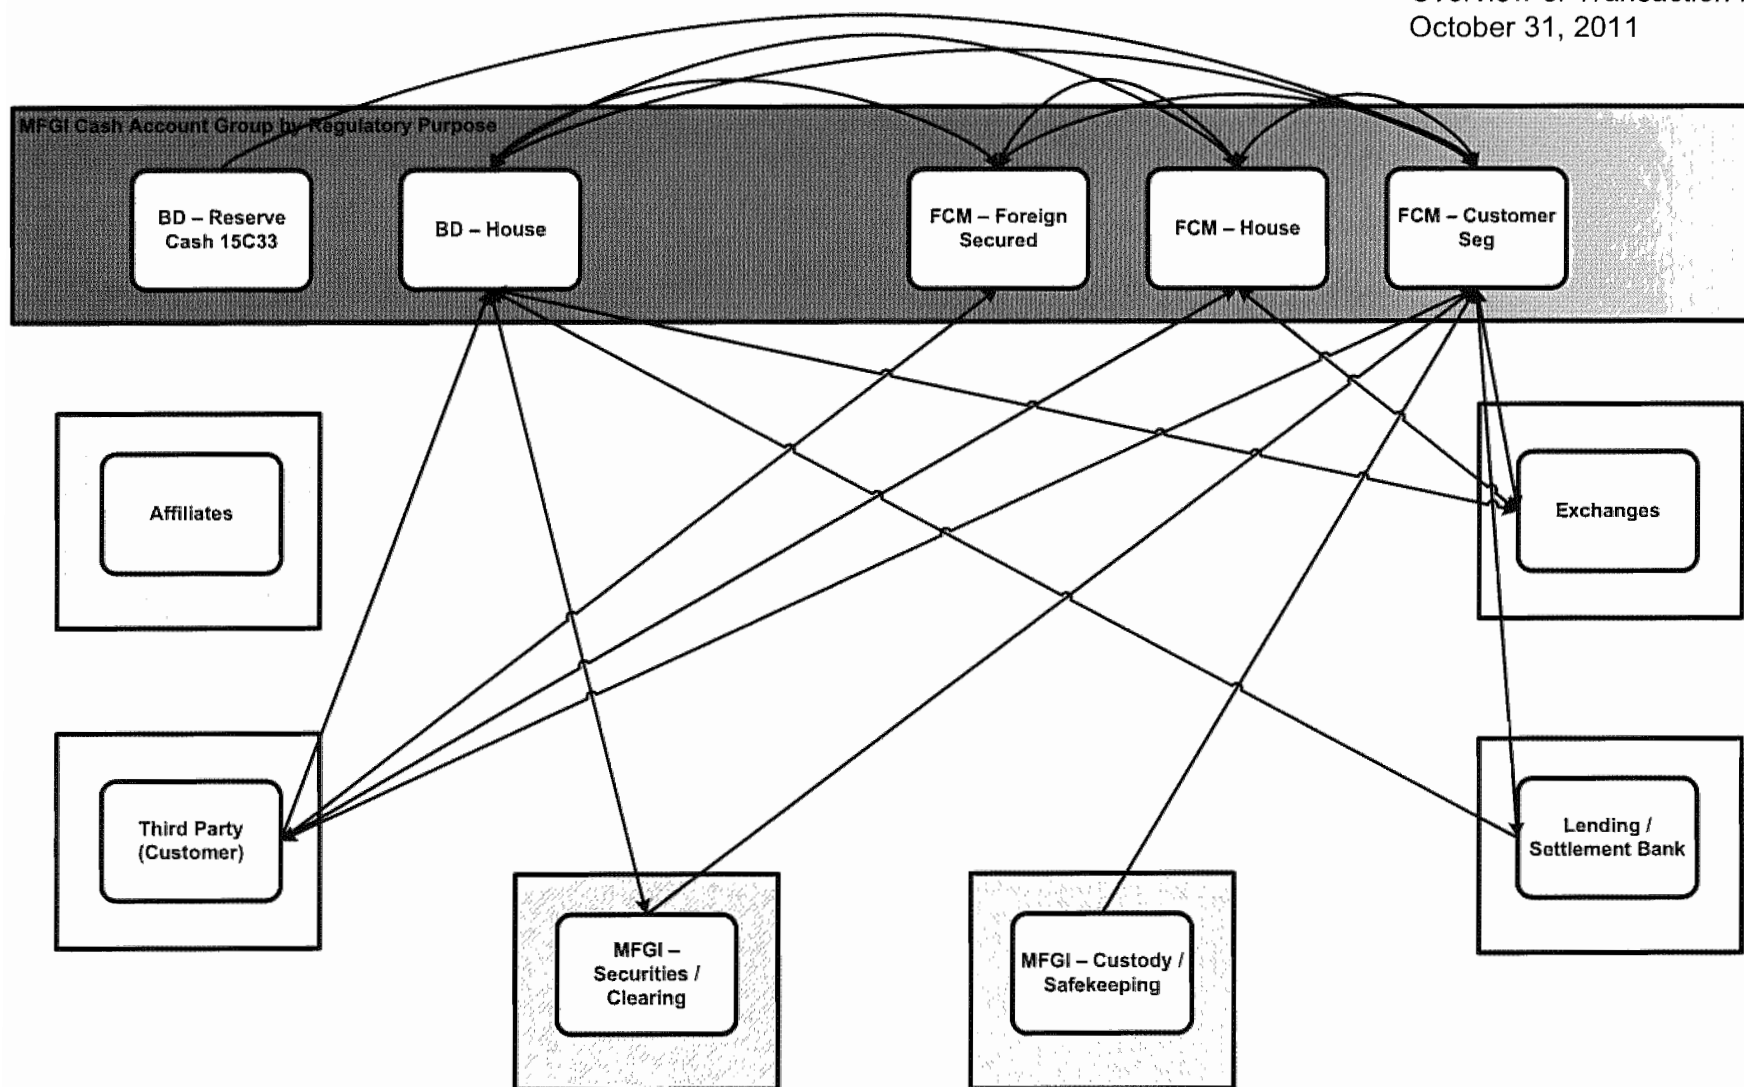 October 31, 2011
MFGI Cash Account Group by Regulatory Purpose
BD – Reserve
Cash 15C33
BD – House
FCM – Foreign
Secured
FCM – House
FCM – Customer
Seg
Affiliates
Exchanges
Third Party
(Customer)
Lending /
Settlement Bank
MFGI –
Securities /
Clearing
MFGI – Custody /
Safekeeping